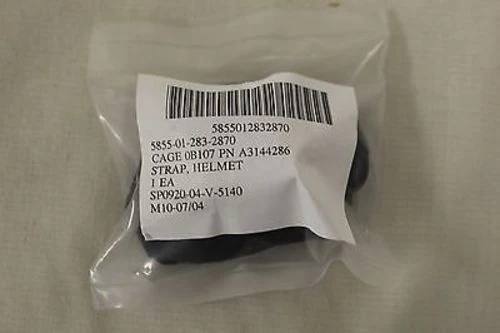 5855012832870
5855-01-283-2870
CAGE 0B107 PN A3144286
STRAP, HELMET
1 EA
SP0920-04-V-5140
M10-07/04